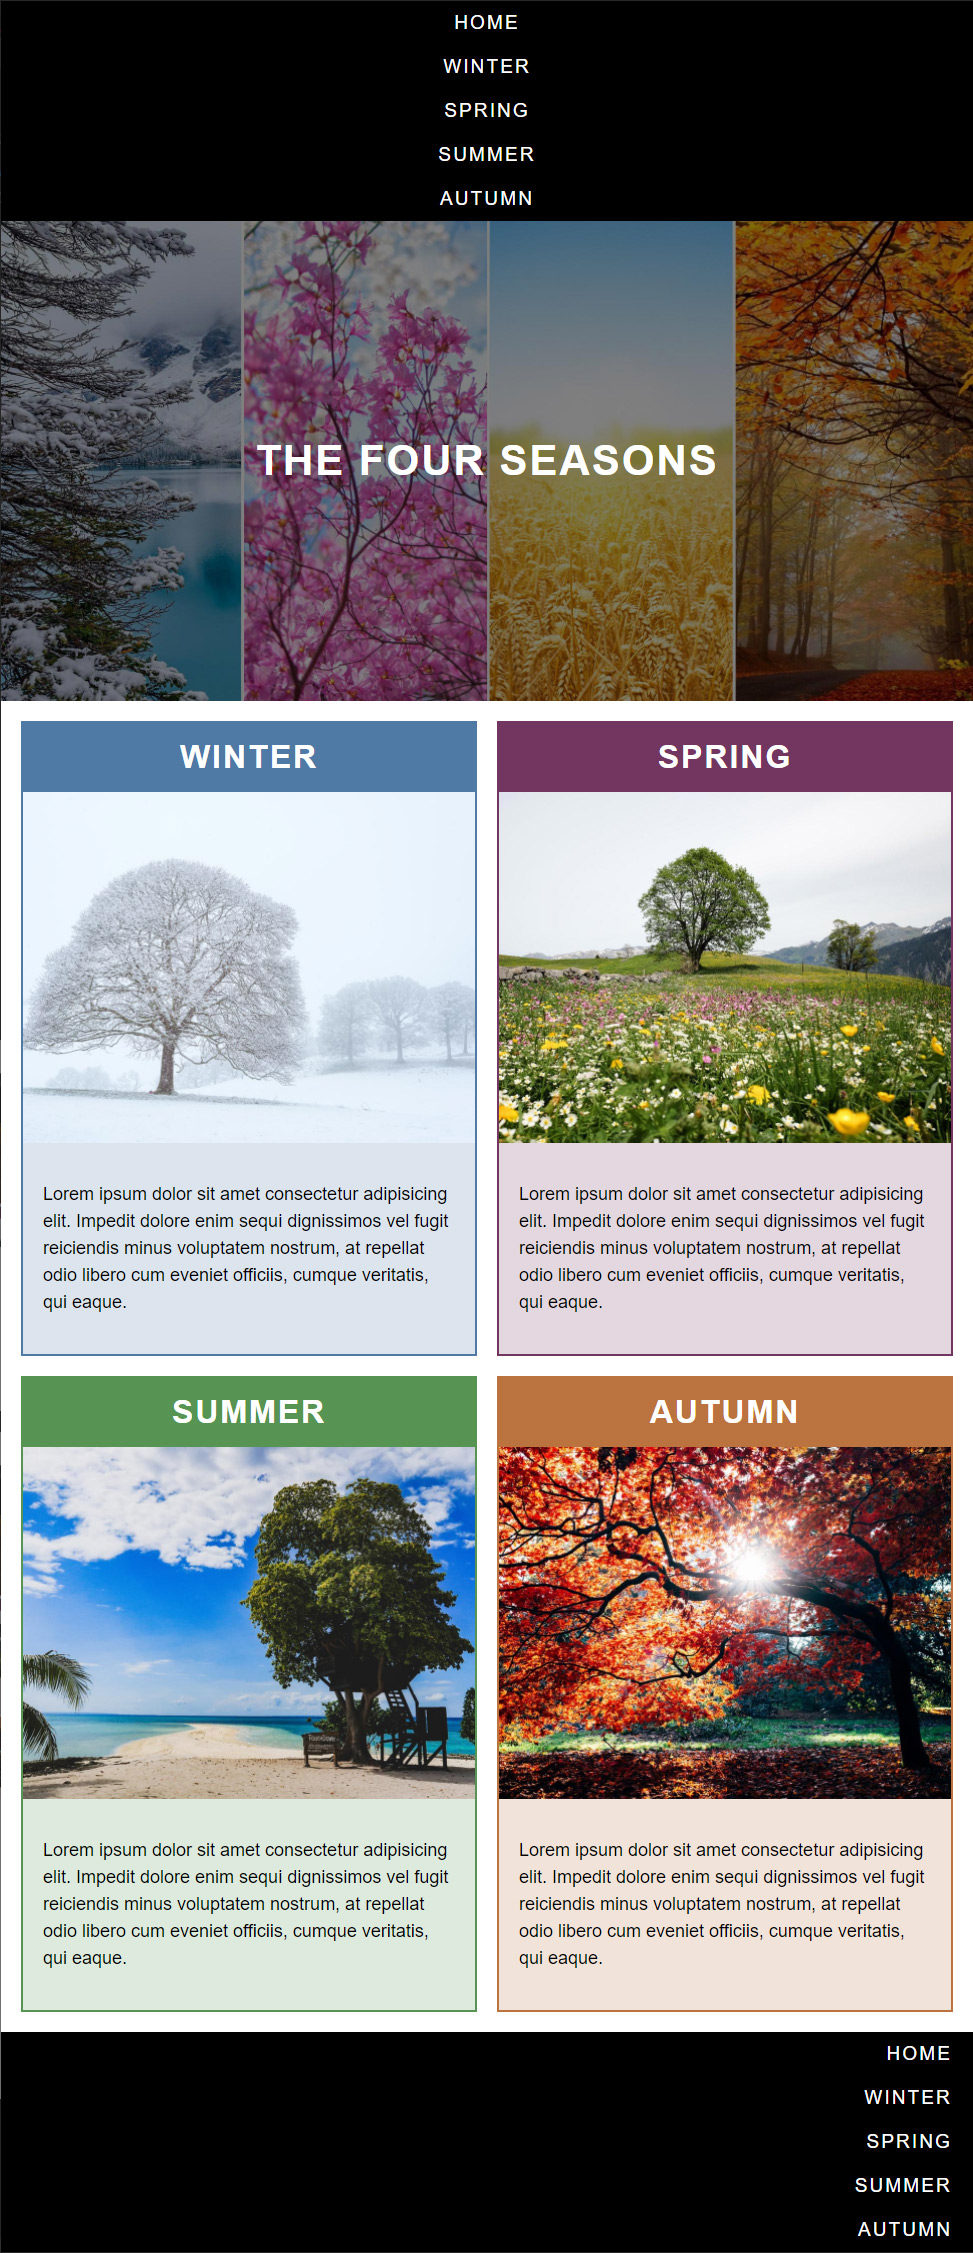 HOME
WINTER
SPRING
SUMMER
AUTUMN
THE FOUR SEASONS
WINTER
Lorem ipsum dolor sit amet consectetur adipisicing
elit. Impedit dolore enim sequi dignissimos vel fugit
reiciendis minus voluptatem nostrum, at repellat
odio libero cum eveniet officiis, cumque veritatis,
qui eaque.
SPRING
Lorem ipsum dolor sit amet consectetur adipisicing
elit. Impedit dolore enim sequi dignissimos vel fugit
reiciendis minus voluptatem nostrum, at repellat
odio libero cum eveniet officiis, cumque veritatis,
qui eaque.
SUMMER
Lorem ipsum dolor sit amet consectetur adipisicing
elit. Impedit dolore enim sequi dignissimos vel fugit
reiciendis minus voluptatem nostrum, at repellat
odio libero cum eveniet officiis, cumque veritatis,
qui eaque.
AUTUMN
Lorem ipsum dolor sit amet consectetur adipisicing
elit. Impedit dolore enim sequi dignissimos vel fugit
reiciendis minus voluptatem nostrum, at repellat
odio libero cum eveniet officiis, cumque veritatis,
qui eaque.
HOME
WINTER
SPRING
SUMMER
AUTUMN